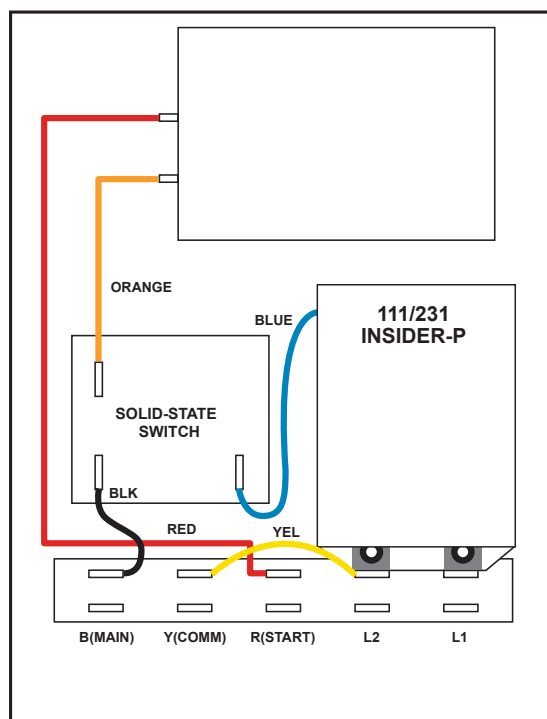 ORANGE
BLUE
111/231
INSIDER-P
SOLID-STATE
SWITCH
BLK
RED
YEL
B(MAIN)
Y(COMM)
R(START)
L2
L1